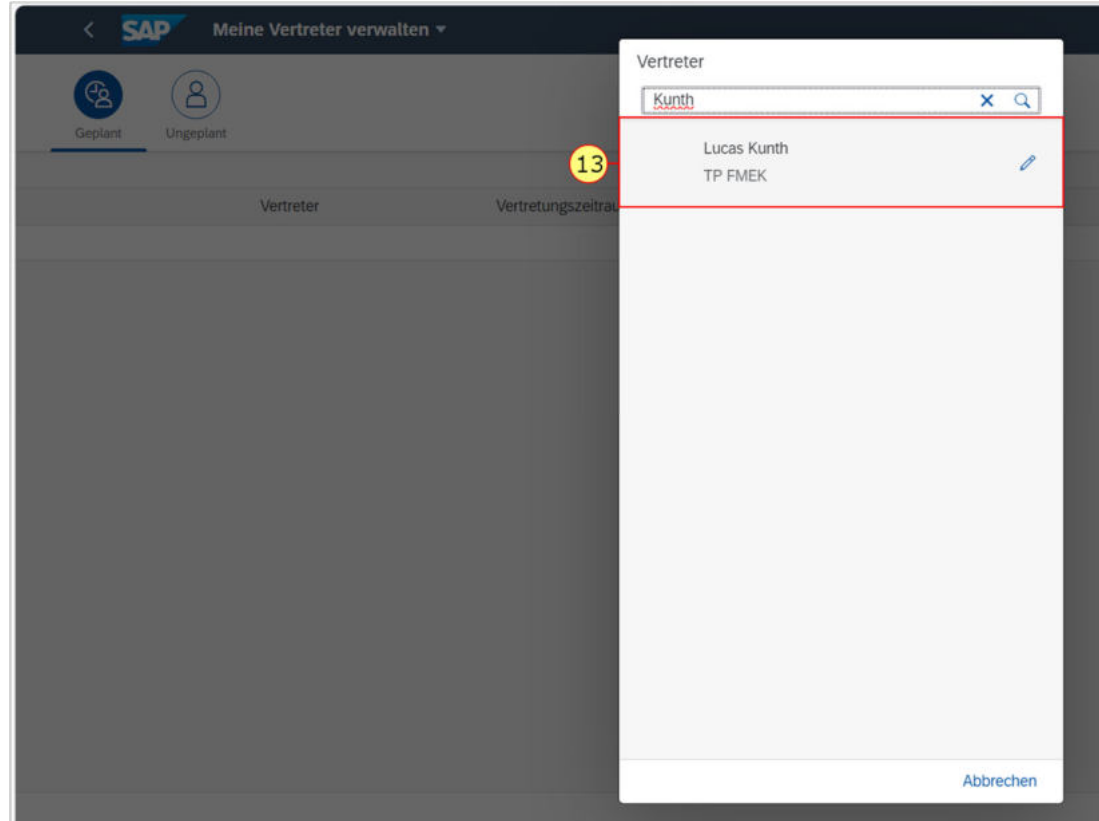 SAP Meine Vertreter verwalten
Geplant
Ungeplant
Vertreter Vertretungszeitrau
Vertreter
Kunth
13
Lucas Kunth
TP FMEK
Abbrechen